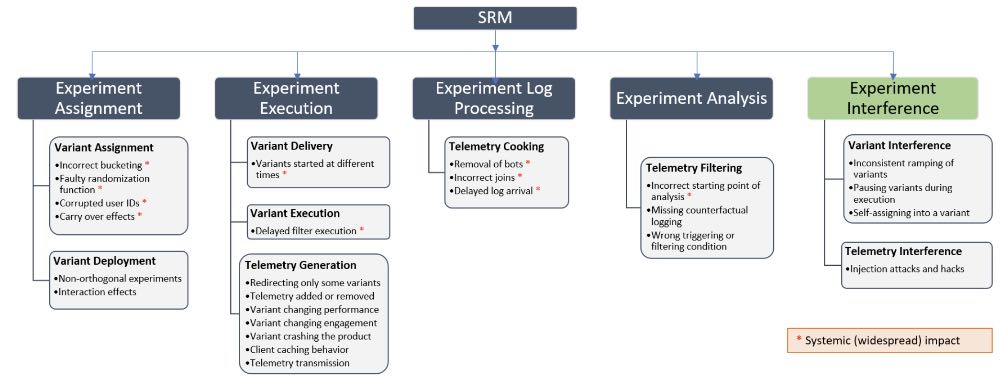 SRM
Experiment
Assignment
Variant Assignment
•Incorrect bucketing *
•Faulty randomization
function *
•Corrupted user IDs *
•Carry over effects *
Variant Deployment
•Non-orthogonal experiments
•Interaction effects
Experiment
Execution
Variant Delivery
•Variants started at different
times *
Variant Execution
•Delayed filter execution *
Telemetry Generation
•Redirecting only some variants
•Telemetry added or removed
•Variant changing performance
•Variant changing engagement
•Variant crashing the product
•Client caching behavior
•Telemetry transmission
Experiment Log
Processing
Telemetry Cooking
•Removal of bots *
•Incorrect joins *
•Delayed log arrival *
Experiment Analysis
Telemetry Filtering
•Incorrect starting point of
analysis *
•Missing counterfactual
logging
•Wrong triggering or
filtering condition
Experiment
Interference
Variant Interference
•Inconsistent ramping of
variants
•Pausing variants during
execution
•Self-assigning into a variant
Telemetry Interference
•Injection attacks and hacks
* Systemic (widespread) impact